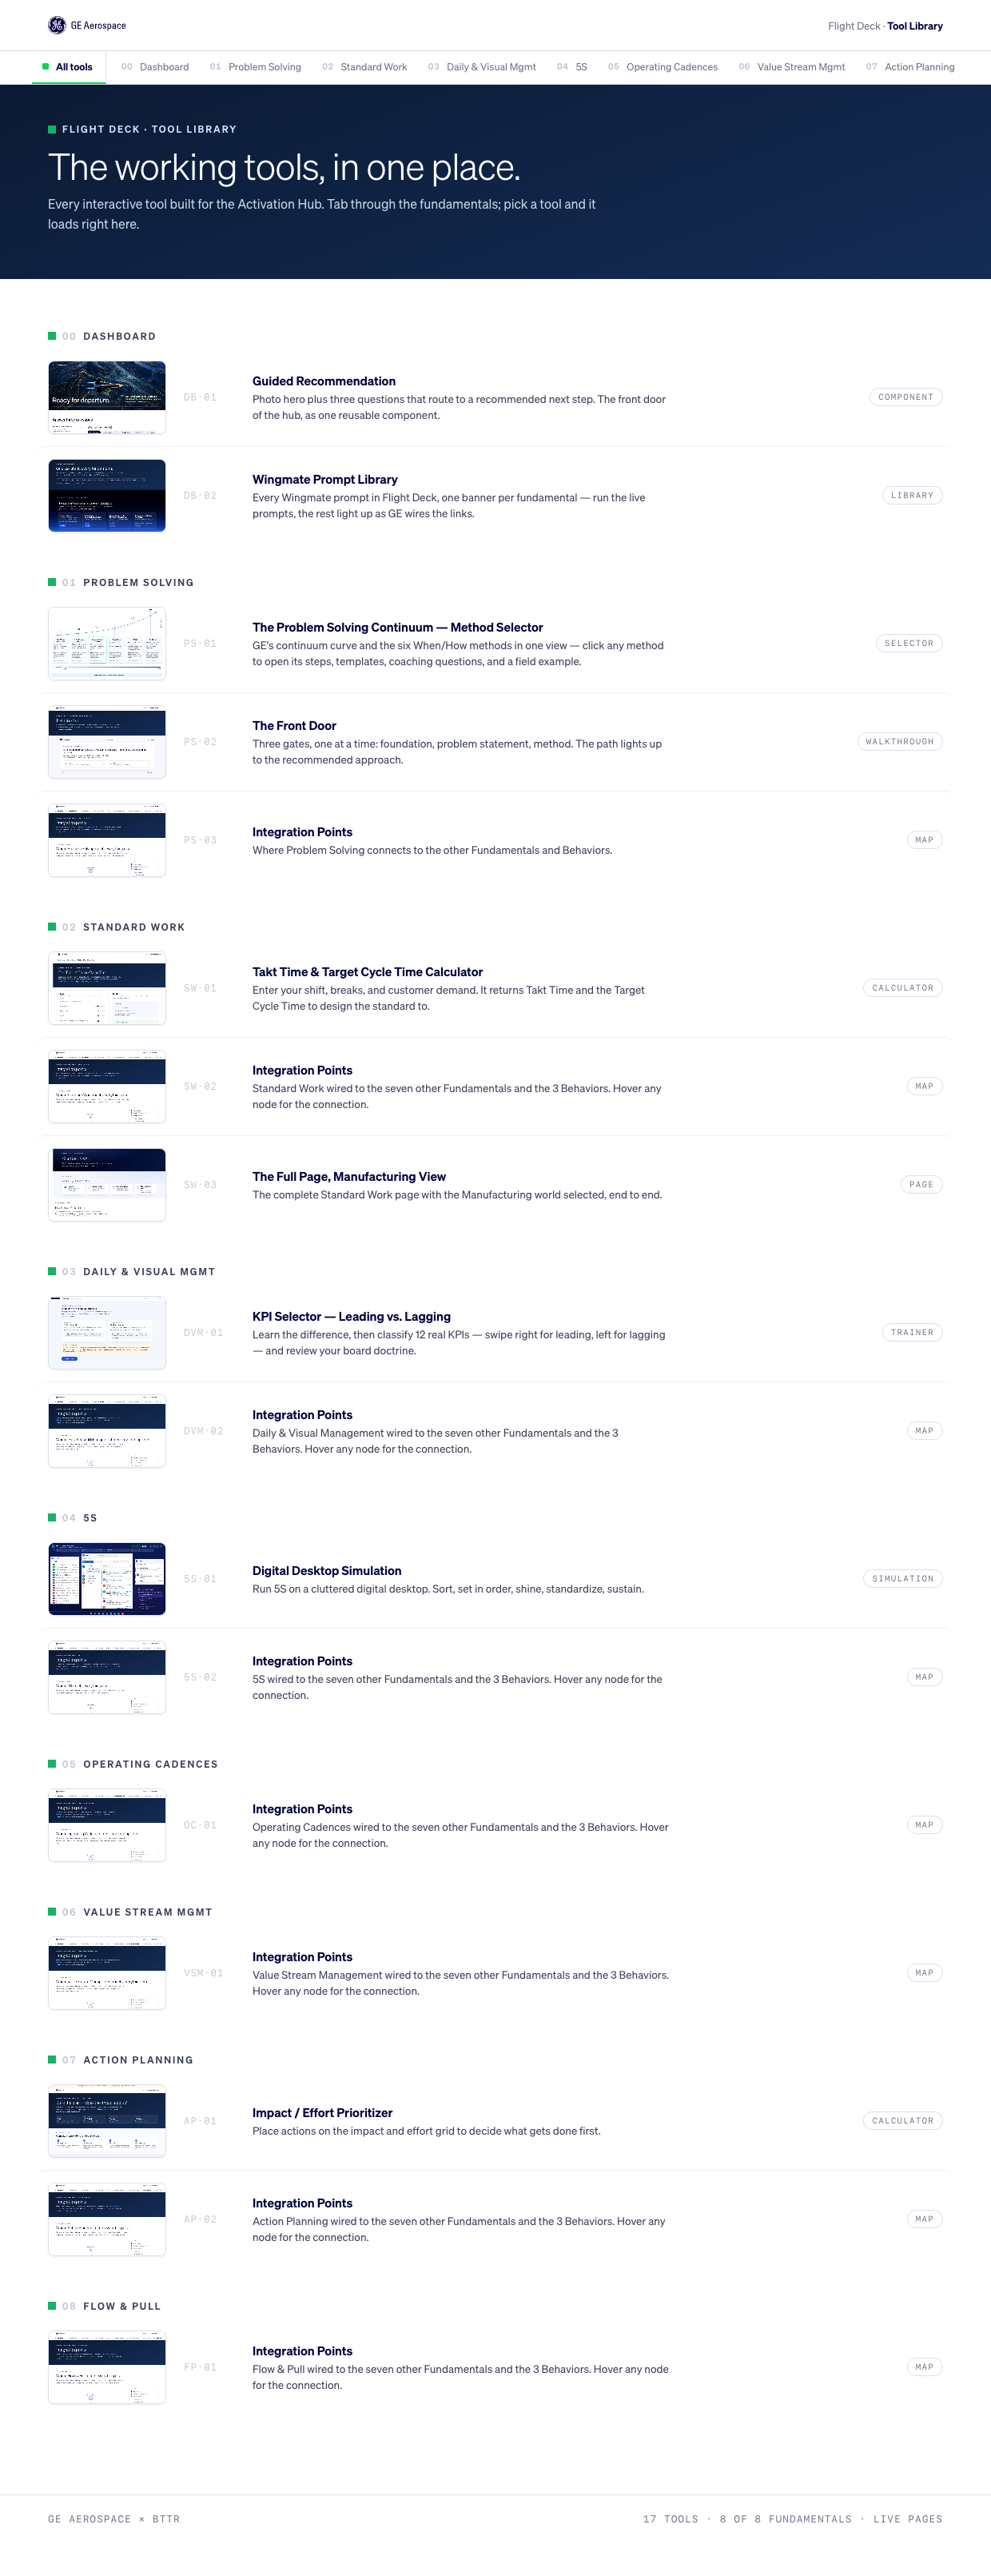 GE Aerospace
Flight Deck · Tool Library
All tools
00 Dashboard
01 Problem Solving
02 Standard Work
03 Daily & Visual Mgmt
04 5S
05 Operating Cadences
06 Value Stream Mgmt
07 Action Planning
FLIGHT DECK · TOOL LIBRARY
The working tools, in one place.
Every interactive tool built for the Activation Hub. Tab through the fundamentals; pick a tool and it
loads right here.
00 DASHBOARD
Ready for departure.
DB·01
Guided Recommendation
Photo hero plus three questions that route to a recommended next step. The front door
of the hub, as one reusable component.
COMPONENT
DB·02
Wingmate Prompt Library
Every Wingmate prompt in Flight Deck, one banner per fundamental — run the live
prompts, the rest light up as GE wires the links.
LIBRARY
01 PROBLEM SOLVING
PS·01
The Problem Solving Continuum — Method Selector
GE's continuum curve and the six When/How methods in one view — click any method
to open its steps, templates, coaching questions, and a field example.
SELECTOR
PS·02
The Front Door
Three gates, one at a time: foundation, problem statement, method. The path lights up
to the recommended approach.
WALKTHROUGH
PS·03
Integration Points
Where Problem Solving connects to the other Fundamentals and Behaviors.
MAP
02 STANDARD WORK
SW·01
Takt Time & Target Cycle Time Calculator
Enter your shift, breaks, and customer demand. It returns Takt Time and the Target
Cycle Time to design the standard to.
CALCULATOR
SW·02
Integration Points
Standard Work wired to the seven other Fundamentals and the 3 Behaviors. Hover any
node for the connection.
MAP
SW·03
The Full Page, Manufacturing View
The complete Standard Work page with the Manufacturing world selected, end to end.
PAGE
03 DAILY & VISUAL MGMT
DVM·01
KPI Selector — Leading vs. Lagging
Learn the difference, then classify 12 real KPIs — swipe right for leading, left for lagging
— and review your board doctrine.
TRAINER
DVM·02
Integration Points
Daily & Visual Management wired to the seven other Fundamentals and the 3
Behaviors. Hover any node for the connection.
MAP
04 5S
5S·01
Digital Desktop Simulation
Run 5S on a cluttered digital desktop. Sort, set in order, shine, standardize, sustain.
SIMULATION
5S·02
Integration Points
5S wired to the seven other Fundamentals and the 3 Behaviors. Hover any node for the
connection.
MAP
05 OPERATING CADENCES
OC·01
Integration Points
Operating Cadences wired to the seven other Fundamentals and the 3 Behaviors. Hover
any node for the connection.
MAP
06 VALUE STREAM MGMT
VSM·01
Integration Points
Value Stream Management wired to the seven other Fundamentals and the 3 Behaviors.
Hover any node for the connection.
MAP
07 ACTION PLANNING
AP·01
Impact / Effort Prioritizer
Place actions on the impact and effort grid to decide what gets done first.
CALCULATOR
AP·02
Integration Points
Action Planning wired to the seven other Fundamentals and the 3 Behaviors. Hover any
node for the connection.
MAP
08 FLOW & PULL
FP·01
Integration Points
Flow & Pull wired to the seven other Fundamentals and the 3 Behaviors. Hover any node
for the connection.
MAP
GE AEROSPACE × BTTR
17 TOOLS · 8 OF 8 FUNDAMENTALS · LIVE PAGES